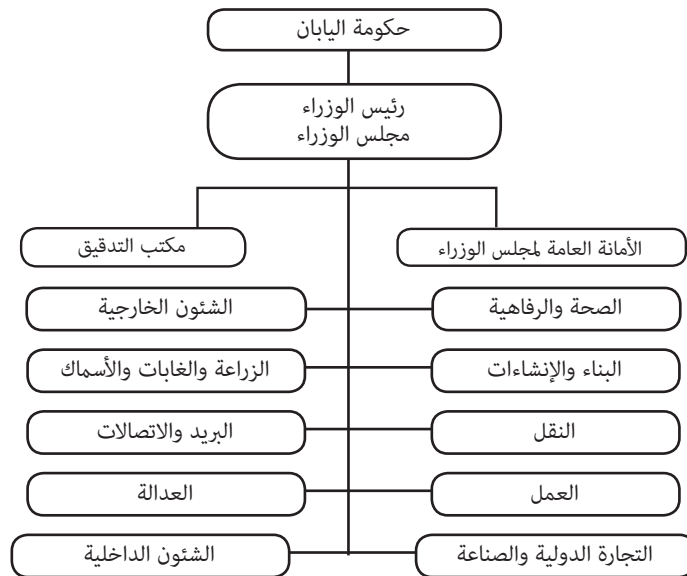 حكومة اليابان
رئيس الوزراء
مجلس الوزراء
الأمانة العامة لمجلس الوزراء
مكتب التدقيق
الصحة والرفاهية
الشئون الخارجية
البناء والإنشاءات
الزراعة والغابات والأسماك
النقل
البريد والاتصالات
العمل
العدالة
التجارة الدولية والصناعة
الشئون الداخلية